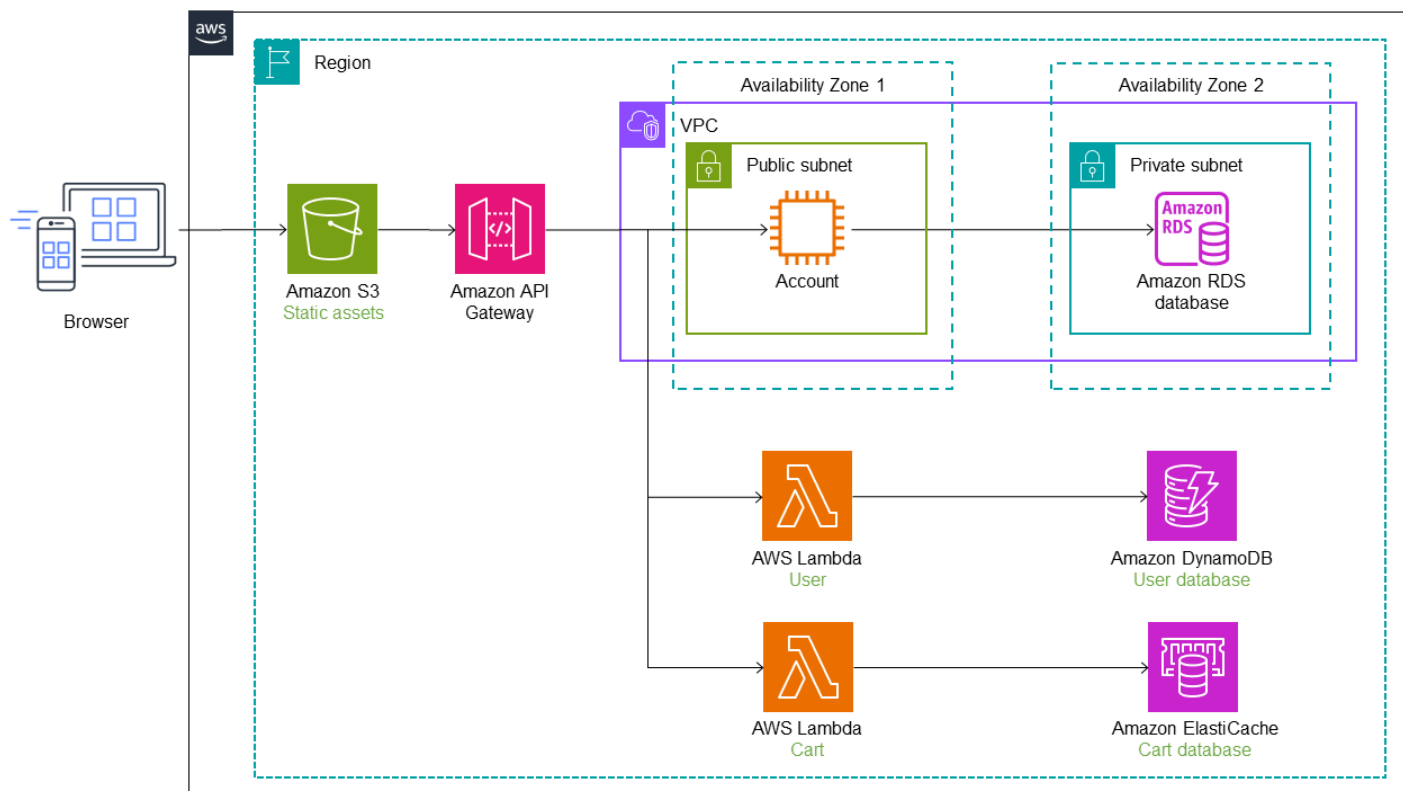 aws
Region
Availability Zone 1
Availability Zone 2
VPC
Public subnet
Private subnet
Amazon
RDS
</>
Account
Amazon RDS
database
Amazon S3
Static assets
Amazon API
Gateway
Browser
AWS Lambda
User
Amazon DynamoDB
User database
AWS Lambda
Cart
Amazon ElastiCache
Cart database